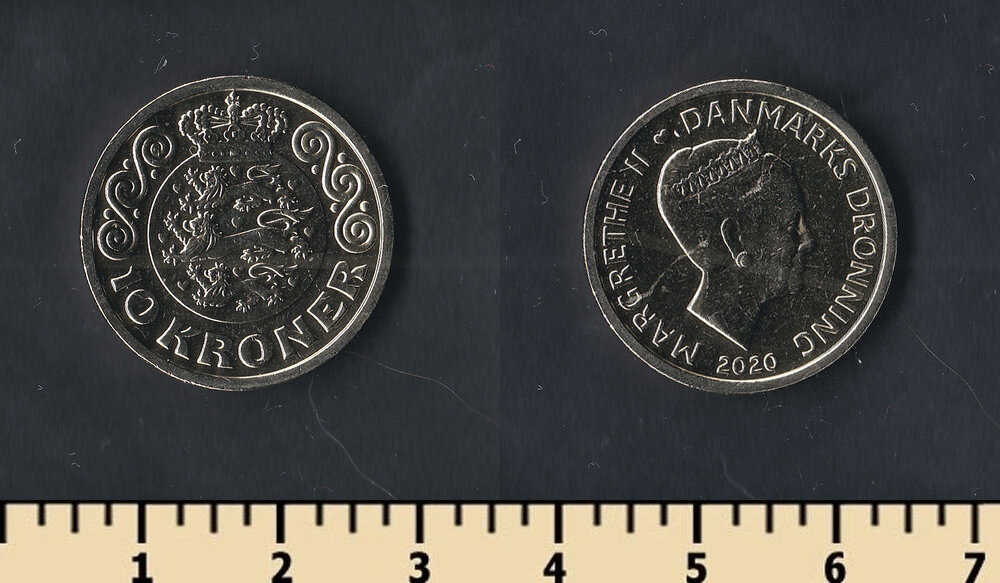 10 KRONER
MARGRETHE II DANMARKS DRONNING
2020
1 2 3 4 5 6 7